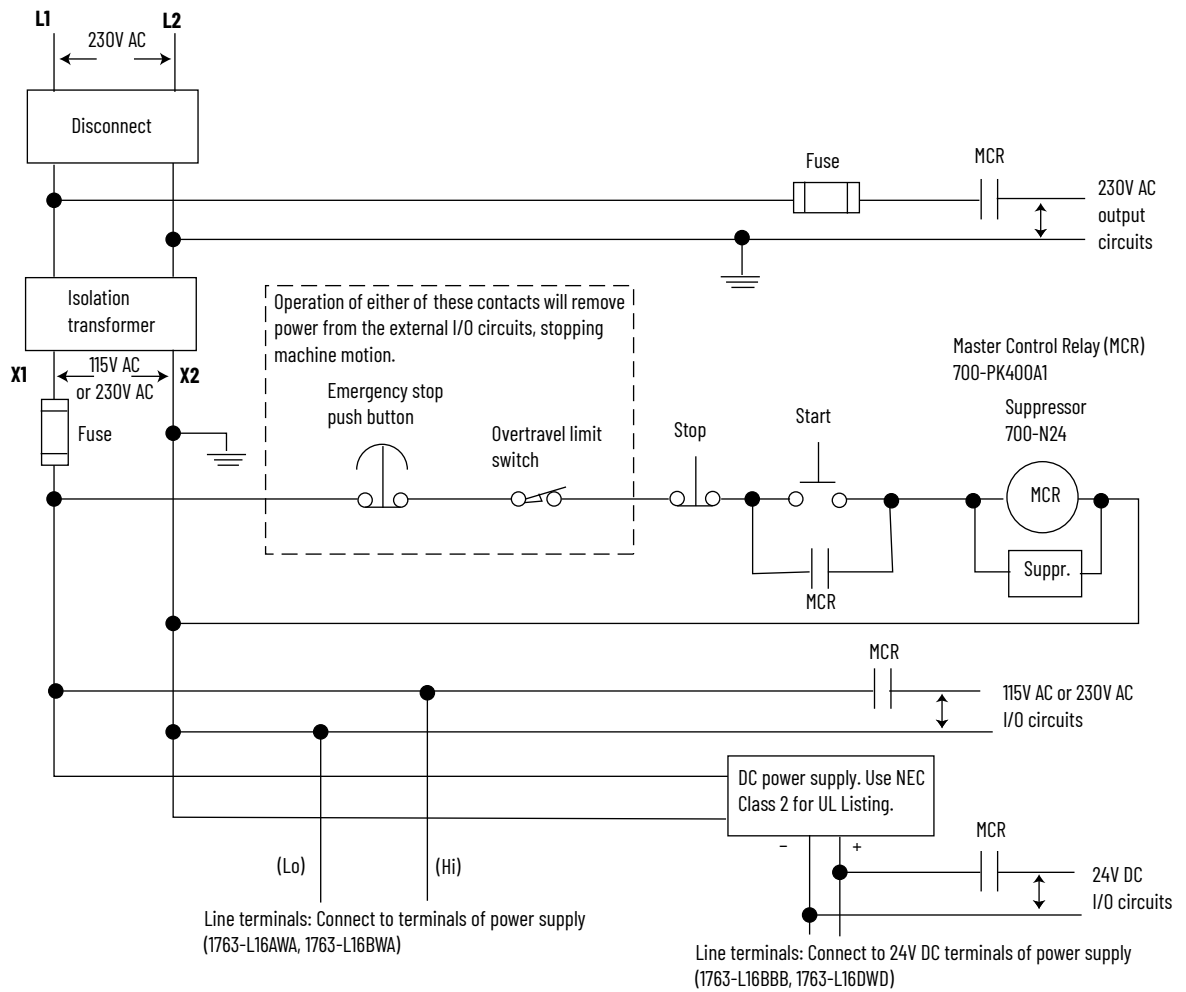 L1
L2
230V AC
Disconnect
Fuse
MCR
230V AC
output
circuits
Isolation
transformer
Operation of either of these contacts will remove
power from the external I/O circuits, stopping
machine motion.
X1
115V AC
or 230V AC
X2
Fuse
Emergency stop
push button
Overtravel limit
switch
Stop
Start
Master Control Relay (MCR)
700-PK400A1
Suppressor
700-N24
MCR
Suppr.
MCR
MCR
115V AC or 230V AC
I/O circuits
DC power supply. Use NEC
Class 2 for UL Listing.
–
+
MCR
24V DC
I/O circuits
(Lo)
(Hi)
Line terminals: Connect to terminals of power supply
(1763-L16AWA, 1763-L16BWA)
Line terminals: Connect to 24V DC terminals of power supply
(1763-L16BBB, 1763-L16DWD)